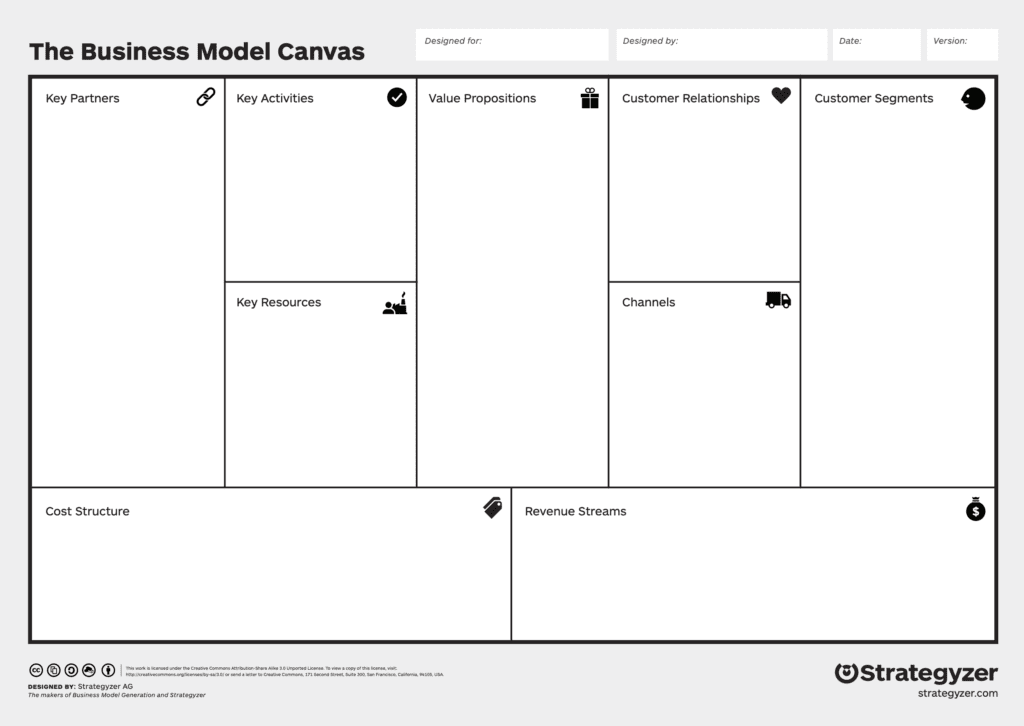 The Business Model Canvas
Designed for:
Designed by:
Date:
Version:
Key Partners
Key Activities
Value Propositions
Customer Relationships
Customer Segments
Key Resources
Channels
Cost Structure
Revenue Streams
$
cc
This work is licensed under the Creative Commons Attribution-Share Alike 3.0 Unported License. To view a copy of this license, visit:
http://creativecommons.org/licenses/by-sa/3.0/ or send a letter to Creative Commons, 171 Second Street, Suite 300, San Francisco, California, 94105, USA.
DESIGNED BY: Strategyzer AG
The makers of Business Model Generation and Strategyzer
Strategyzer
strategyzer.com